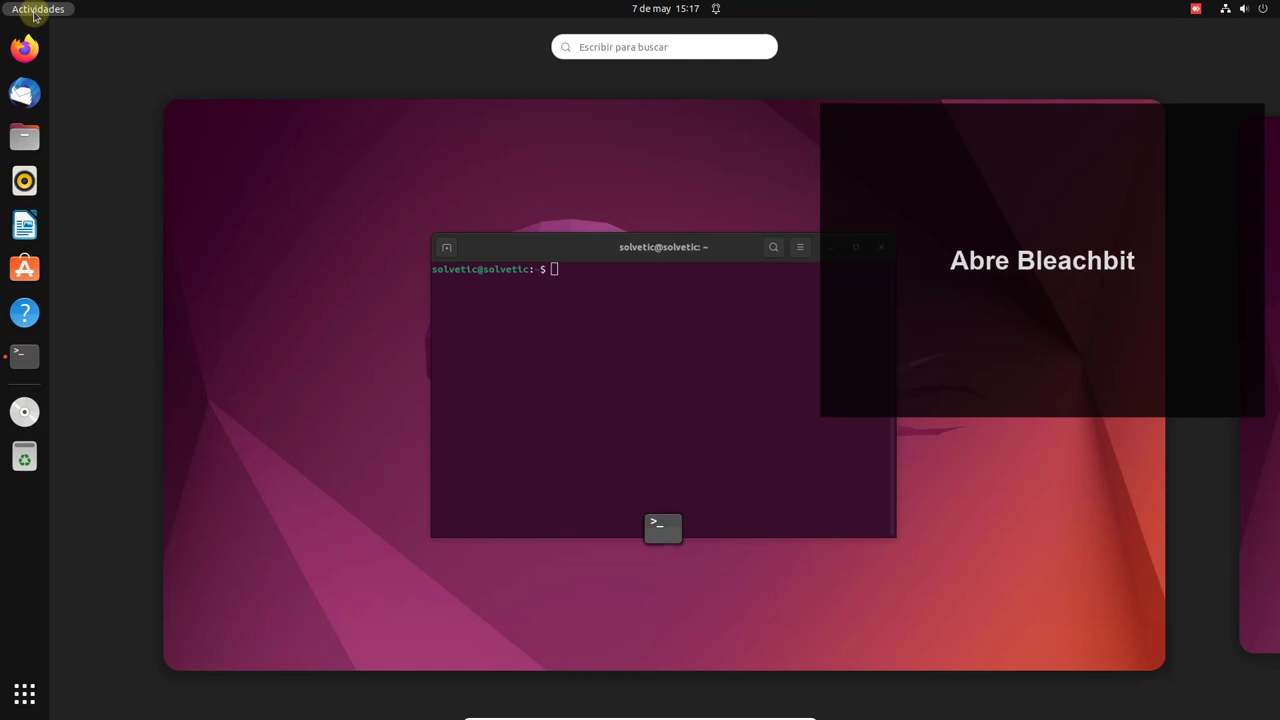 Actividades
7 de may 15:17
Escribir para buscar
solvetic@solvetic: ~
solvetic@solvetic:~$
Abre Bleachbit
>_
>_